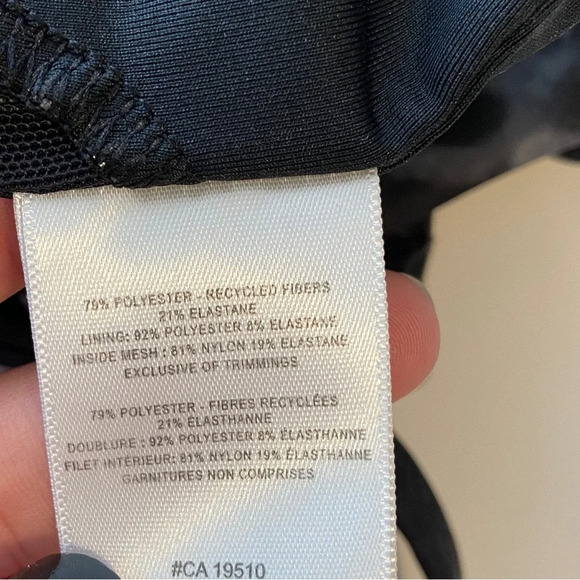 79% POLYESTER - RECYCLED FIBERS
21% ELASTANE
LINING: 92% POLYESTER 8% ELASTANE
INSIDE MESH : 81% NYLON 19% ELASTANE
EXCLUSIVE OF TRIMMINGS
79% POLYESTER - FIBRES RECYCLÉES
21% ÉLASTHANNE
DOUBLURE : 92% POLYESTER 8% ÉLASTHANNE
FILET INTÉRIEUR: 81% NYLON 19% ÉLASTHANNE
GARNITURES NON COMPRISES
#CA 19510